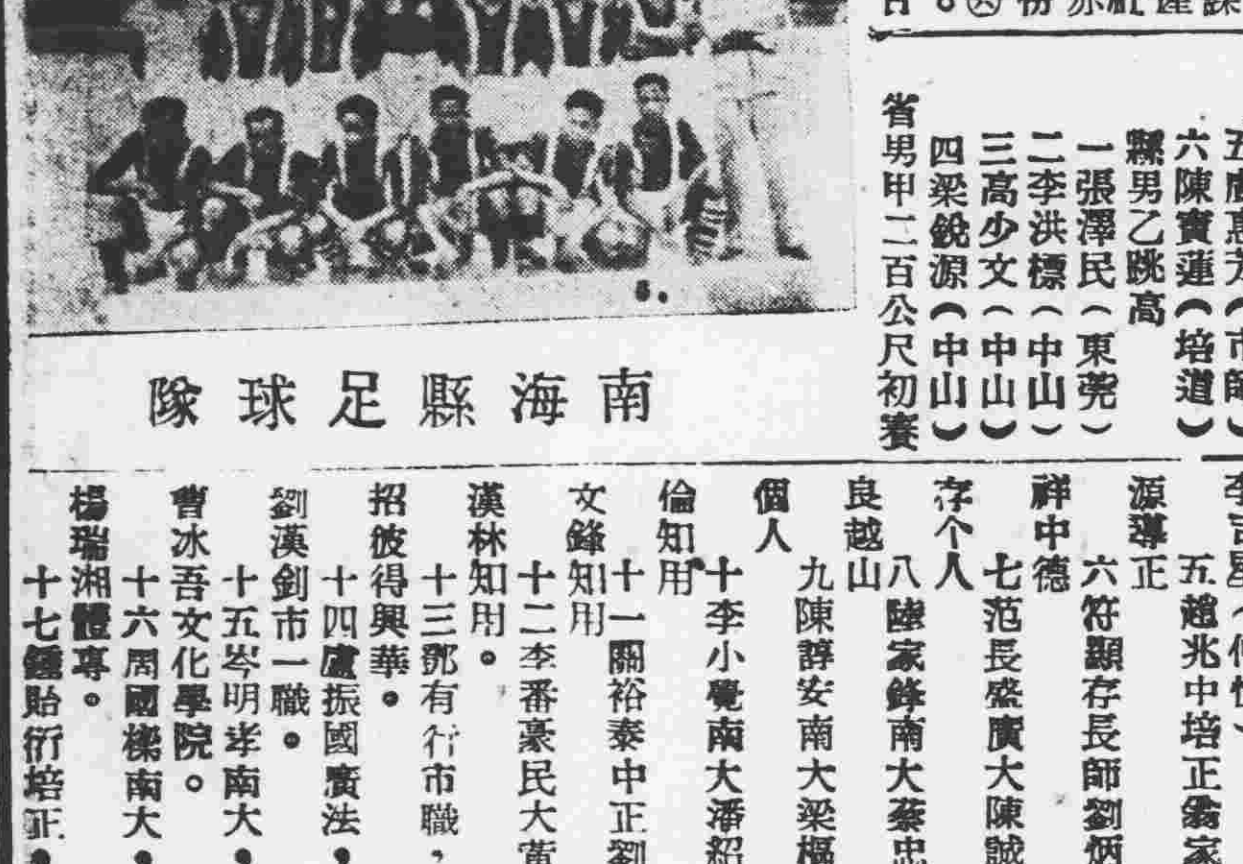 六陳寶蓮(培道)
縣男乙跳高
一張澤民(東莞)
二李洪標(中山)
三高少文(中山)
四梁銳源(中山)
省男甲二百公尺初賽
南海縣足球隊
五趙兆中培正
源導正
六符顯存長師劉炳
祥中德
七范長盛廣大陳誠
存个人
八陸家鋒南大蔡忠
良越山
九陳諄安南大梁樞
個人
十李小覺南大潘紹
倫知用
十一關裕泰中正劉
文鋒知用
十二李番豪民大黃
漢林知用。
十三鄧有行市職,
招彼得興華。
十四盧振國廣法,
劉漢釗市一職。
十五岑明孝南大,
曹冰吾文化學院。
十六周國樑南大,
楊瑞湘體專。
十七鍾貽衍培正,